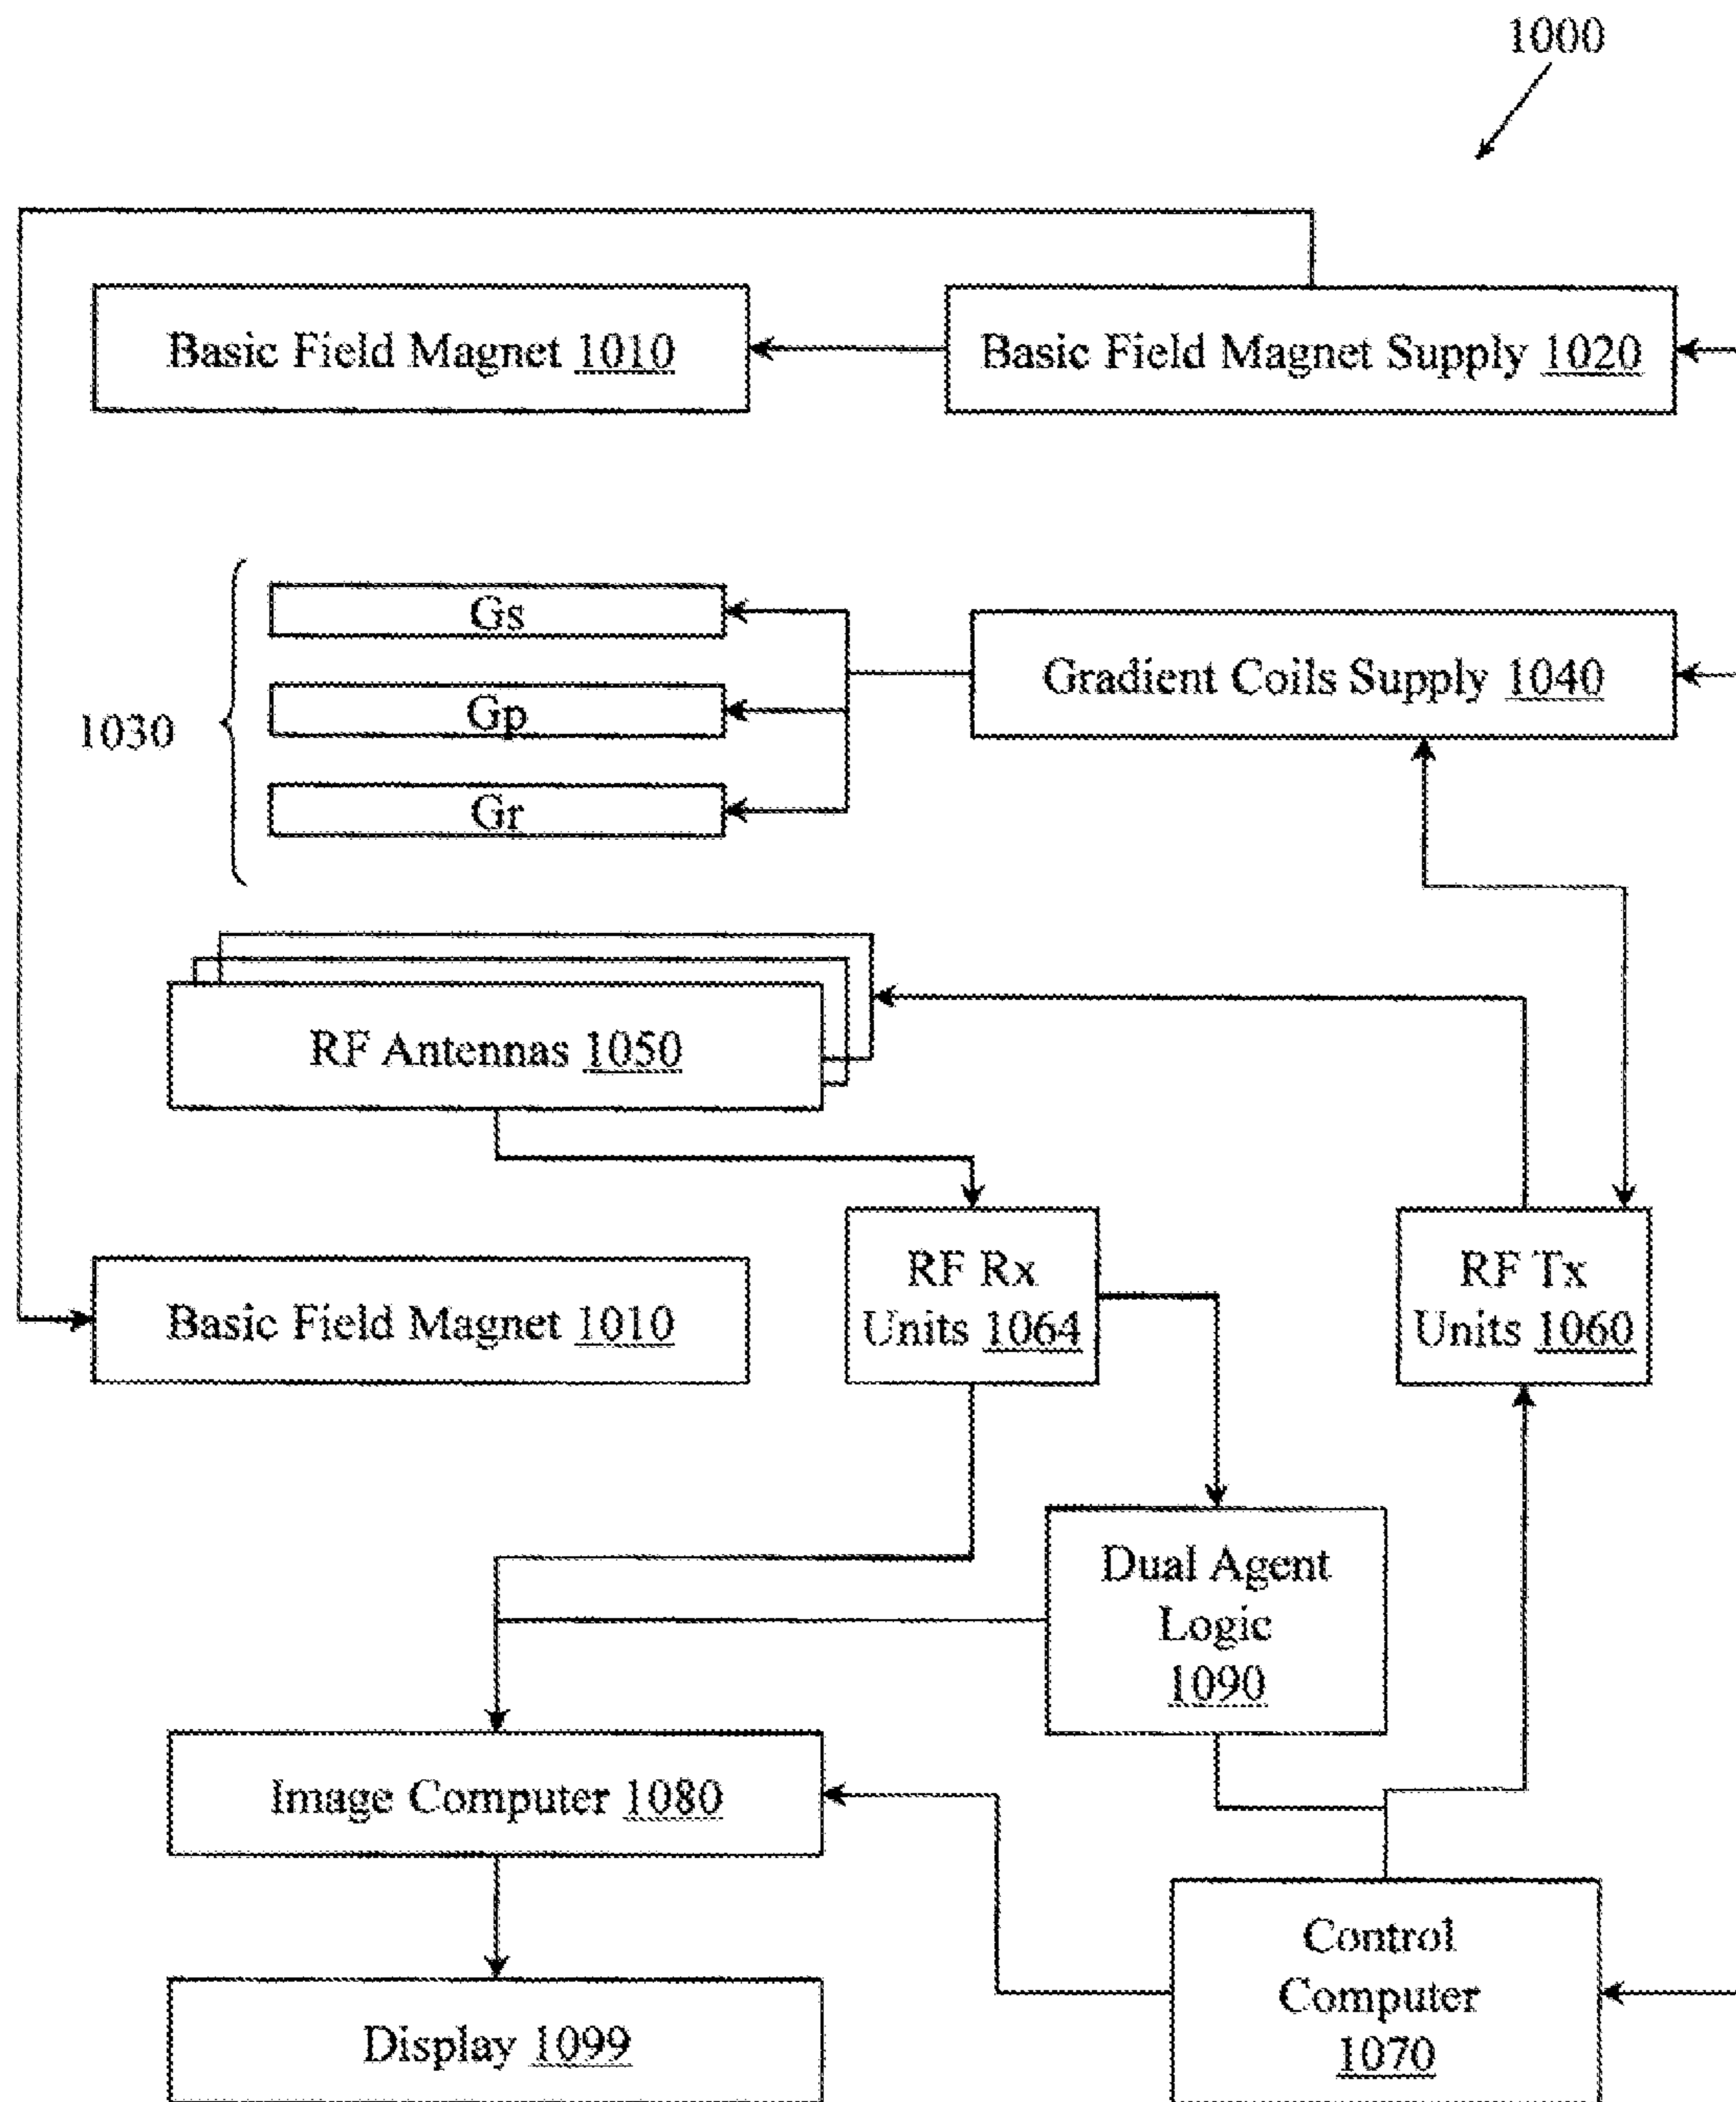 1000
Basic Field Magnet 1010
Basic Field Magnet Supply 1020
Gs
Gp
Gr
1030
Gradient Coils Supply 1040
RF Antennas 1050
RF Rx
Units 1064
RF Tx
Units 1060
Basic Field Magnet 1010
Dual Agent
Logic
1090
Image Computer 1080
Control
Computer
1070
Display 1099